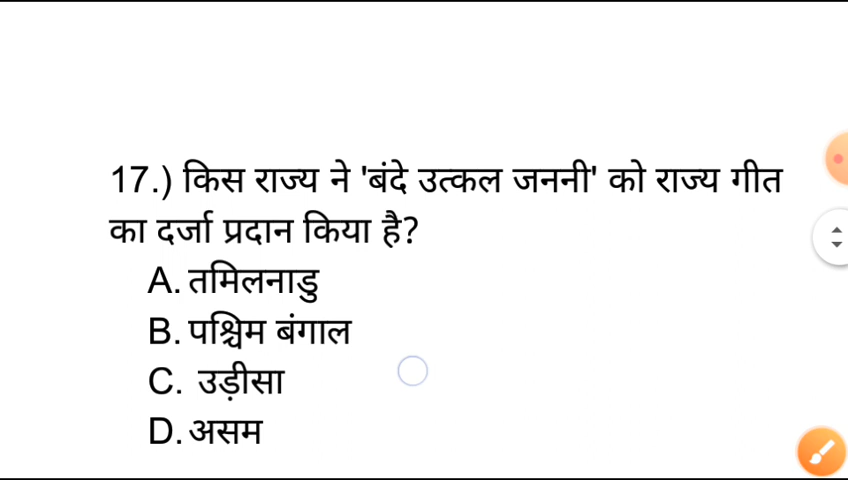 17.) किस राज्य ने 'बंदे उत्कल जननी' को राज्य गीत
का दर्जा प्रदान किया है?
A. तमिलनाडु
B. पश्चिम बंगाल
C. उड़ीसा
D. असम